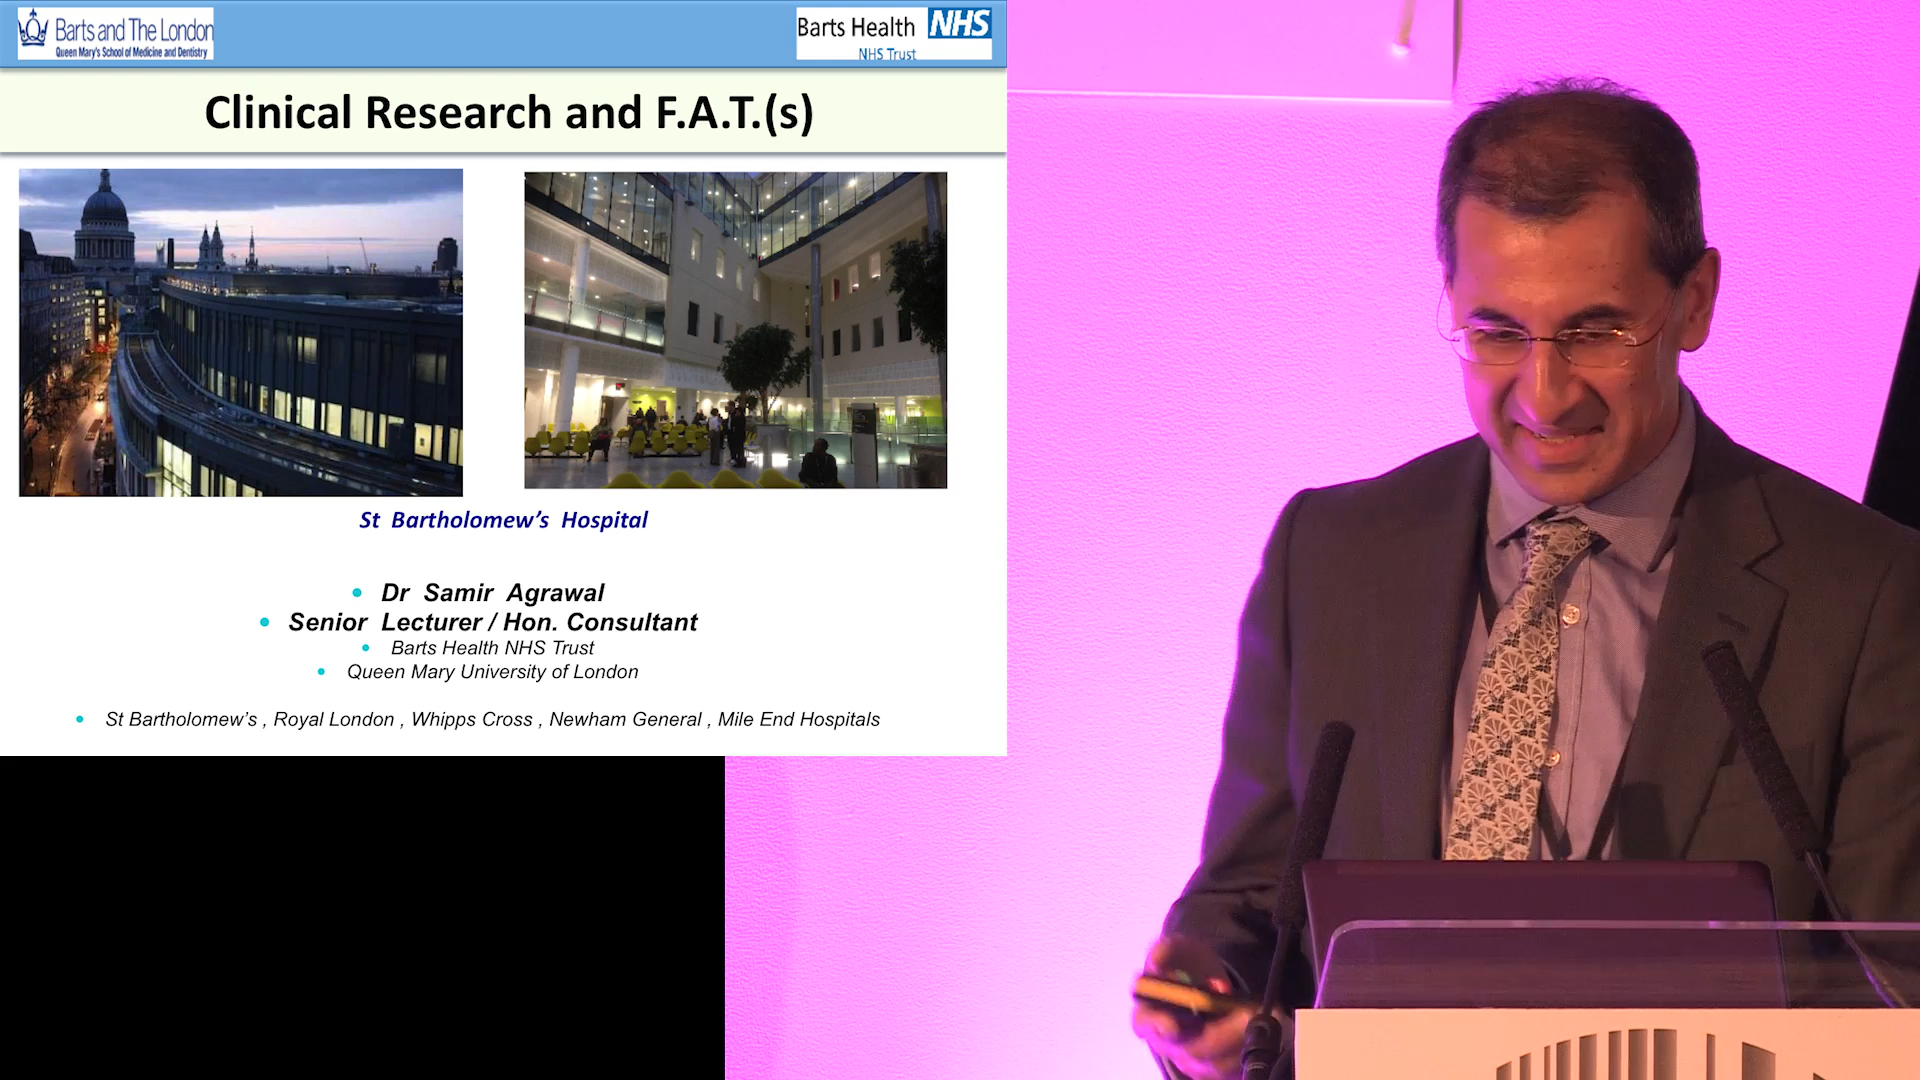 Barts and The London
Queen Mary's School of Medicine and Dentistry
Barts Health NHS
NHS Trust
Clinical Research and F.A.T.(s)
St Bartholomew's Hospital
• Dr Samir Agrawal
• Senior Lecturer / Hon. Consultant
• Barts Health NHS Trust
• Queen Mary University of London
• St Bartholomew's , Royal London , Whipps Cross , Newham General , Mile End Hospitals